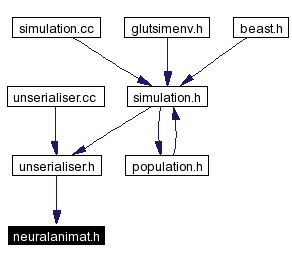 simulation.cc
glutsimenv.h
beast.h
unserialiser.cc
simulation.h
unserialiser.h
population.h
neuralanimat.h